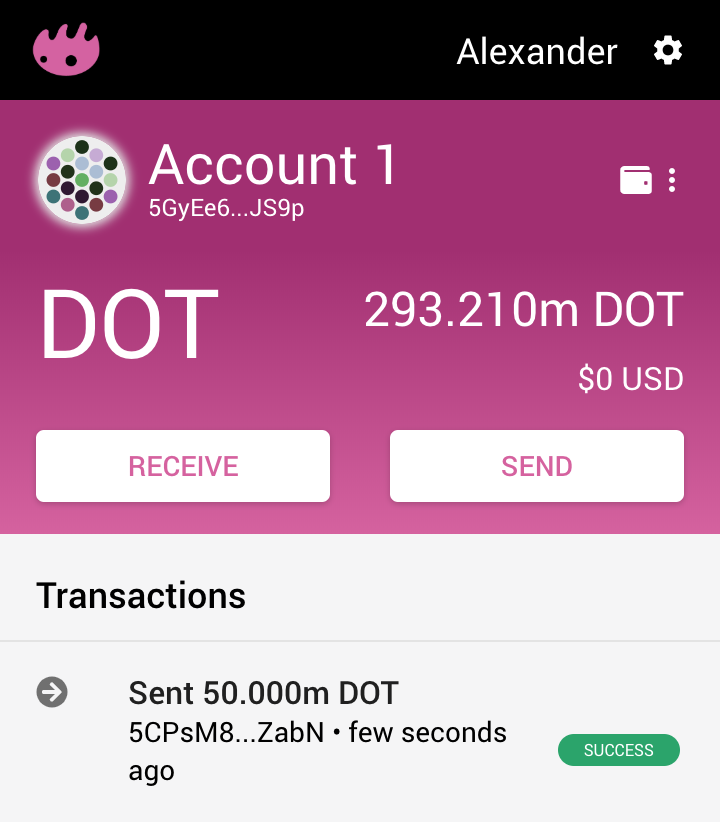 Alexander
Account 1
5GyEe6...JS9p
DOT
293.210m DOT
$0 USD
RECEIVE
SEND
Transactions
Sent 50.000m DOT
5CPsM8...ZabN • few seconds
ago
SUCCESS